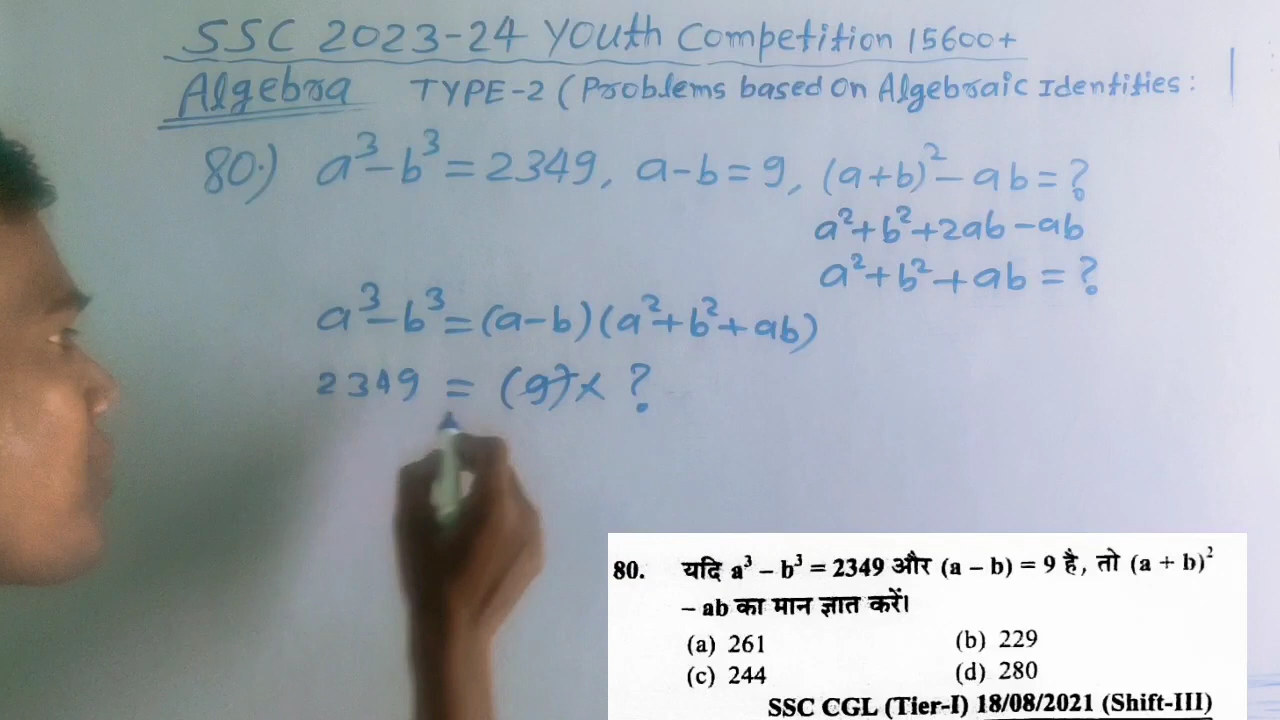 SSC 2023-24 Youth Competition 15600+
Algebra TYPE-2 (Problems based On Algebraic Identities:
80.) a³-b³=2349, a-b=9, (a+b)²-ab=?
a²+b²+2ab-ab
a²+b²+ab=?
a³-b³=(a-b)(a²+b²+ab)
2349 = (9)× ?
80. यदि a³ – b³ = 2349 और (a – b) = 9 है, तो (a + b)²
– ab का मान ज्ञात करें।
(a) 261 (b) 229
(c) 244 (d) 280
SSC CGL (Tier-I) 18/08/2021 (Shift-III)